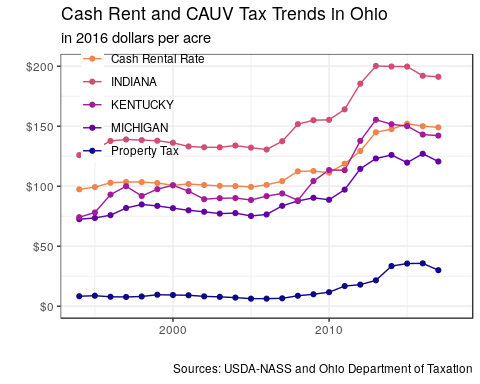 Cash Rent and CAUV Tax Trends in Ohio
in 2016 dollars per acre
Cash Rental Rate
INDIANA
KENTUCKY
MICHIGAN
Property Tax
$200
$150
$100
$50
$0
2000
2010
Sources: USDA-NASS and Ohio Department of Taxation